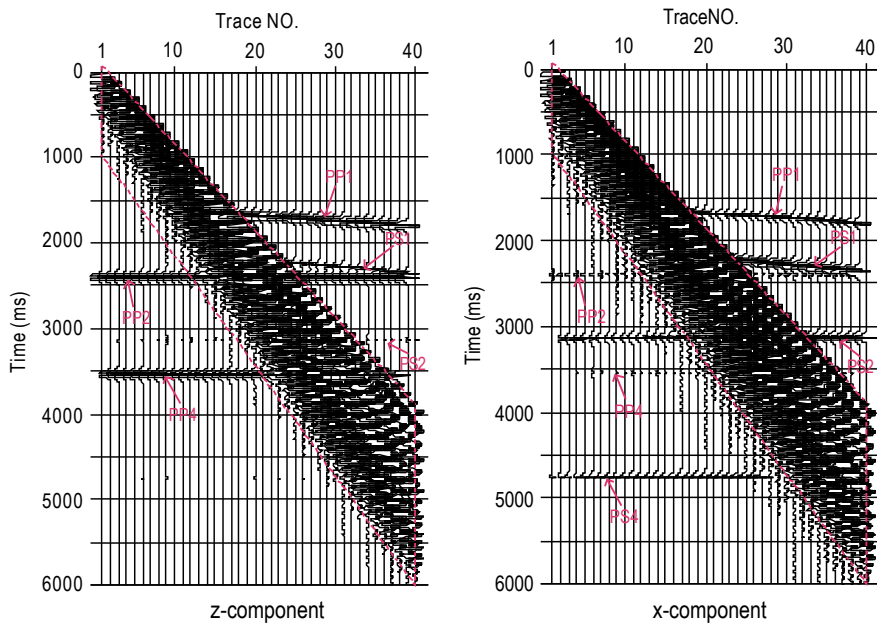 Trace NO.
1 10 20 30 40
0
1000
2000
3000
4000
5000
6000
Time (ms)
PP1
PS1
PP2
PS2
PP4
z-component
TraceNO.
1 10 20 30 40
0
1000
2000
3000
4000
5000
6000
Time (ms)
PP1
PS1
PP2
PS2
PP4
PS4
x-component